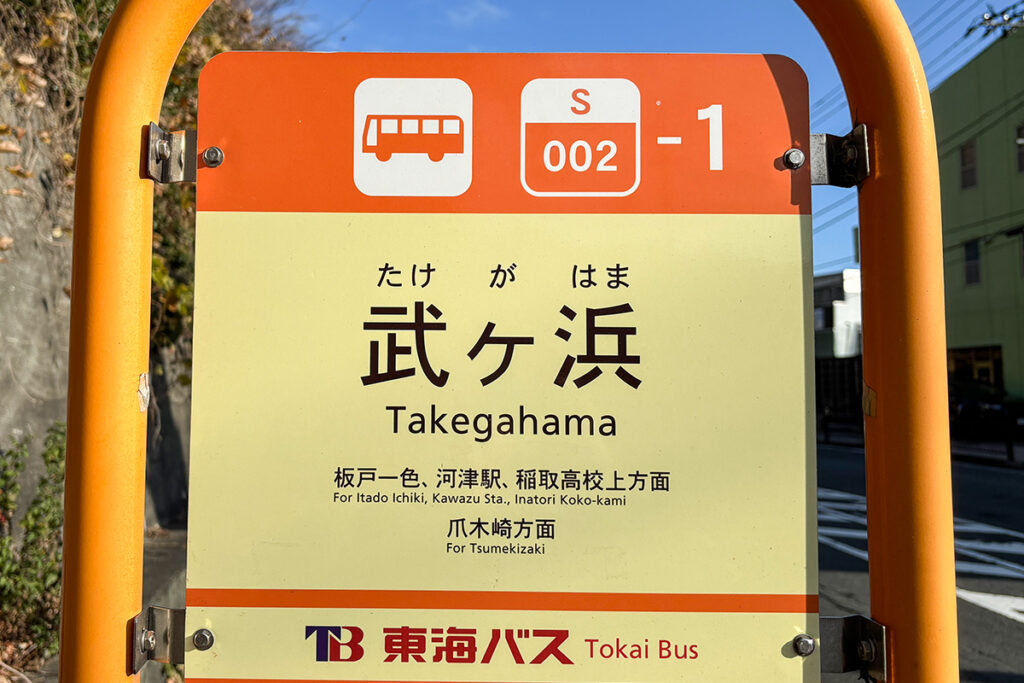 S
002 -1
たけ が はま
武ヶ浜
Takegahama
板戸一色、河津駅、稲取高校上方面
For Itado Ichiki, Kawazu Sta., Inatori Koko-kami
爪木崎方面
For Tsumekizaki
TB 東海バス Tokai Bus